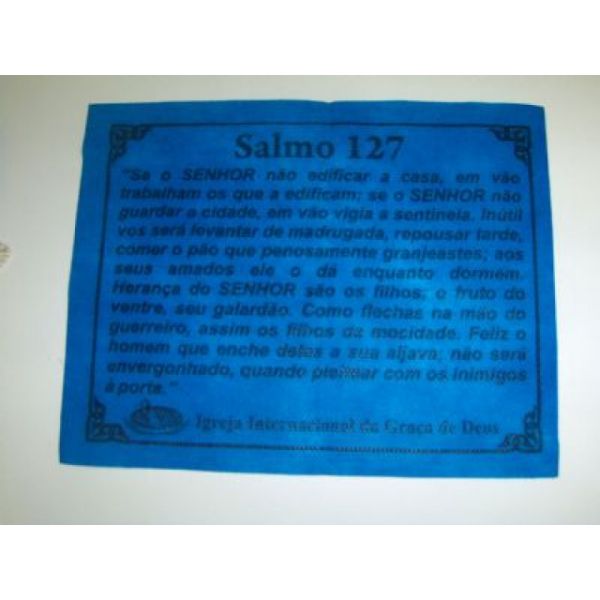 Salmo 127
"Se o SENHOR não edificar a casa, em vão
trabalham os que a edificam; se o SENHOR não
guardar a cidade, em vão vigia a sentinela. Inútil
vos será levantar de madrugada, repousar tarde,
comer o pão que penosamente granjeastes; aos
seus amados ele o dá enquanto dormem.
Herança do SENHOR são os filhos; o fruto do
ventre, seu galardão. Como flechas na mão do
guerreiro, assim os filhos da mocidade. Feliz o
homem que enche deles a sua aljava; não será
envergonhado, quando pleitear com os inimigos
à porta."
Igreja Internacional da Graça de Deus